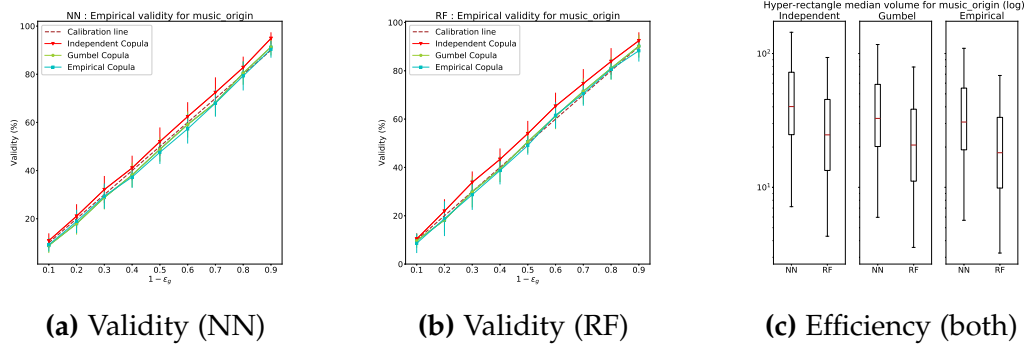 NN : Empirical validity for music_origin
Calibration line
Independent Copula
Gumbel Copula
Empirical Copula
Validity (%)
100
80
60
40
20
0.1 0.2 0.3 0.4 0.5 0.6 0.7 0.8 0.9
1 − ϵg
(a) Validity (NN)
RF : Empirical validity for music_origin
Calibration line
Independent Copula
Gumbel Copula
Empirical Copula
Validity (%)
100
80
60
40
20
0
0.1 0.2 0.3 0.4 0.5 0.6 0.7 0.8 0.9
1 − ϵg
(b) Validity (RF)
Hyper-rectangle median volume for music_origin (log)
Independent Gumbel Empirical
10²
10¹
NN RF NN RF NN RF
(c) Efficiency (both)